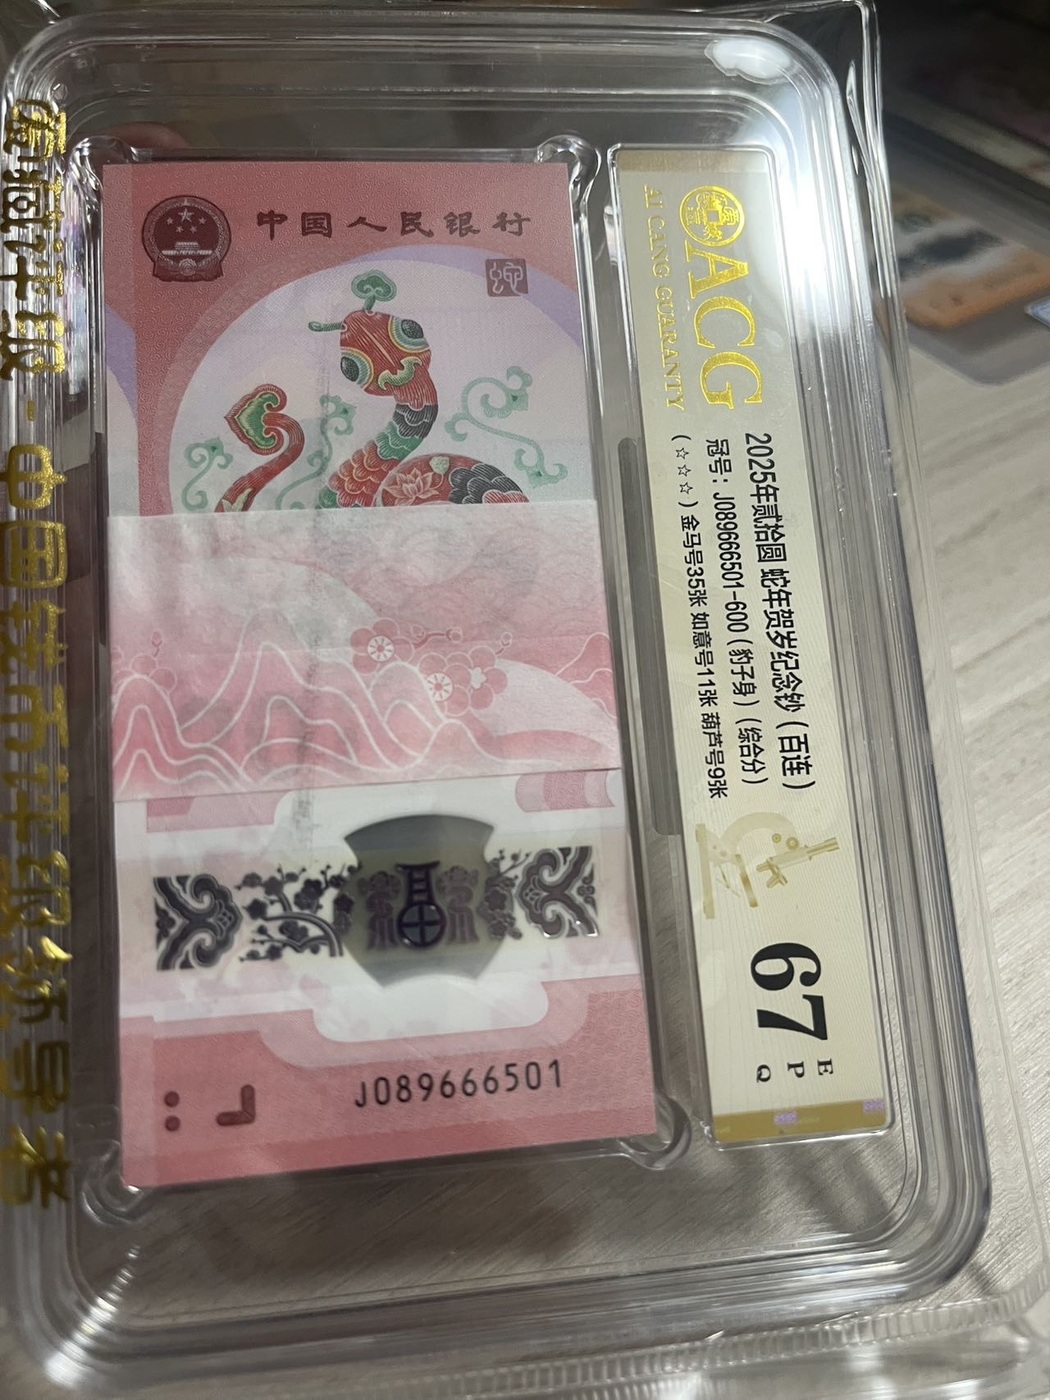 中国人民银行
J089666501
ACG
AI CANG GUARANTY
2025年贰拾圆 蛇年贺岁纪念钞(百连)
冠号:J089666501-600(豹子身)(综合分)
(☆☆☆)金马号35张 如意号11张 葫芦号9张
67
E
P
Q